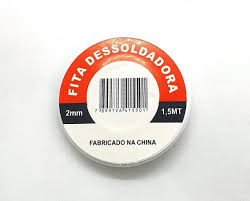 FITA DESSOLDADORA
2mm
1,5MT
FABRICADO NA CHINA